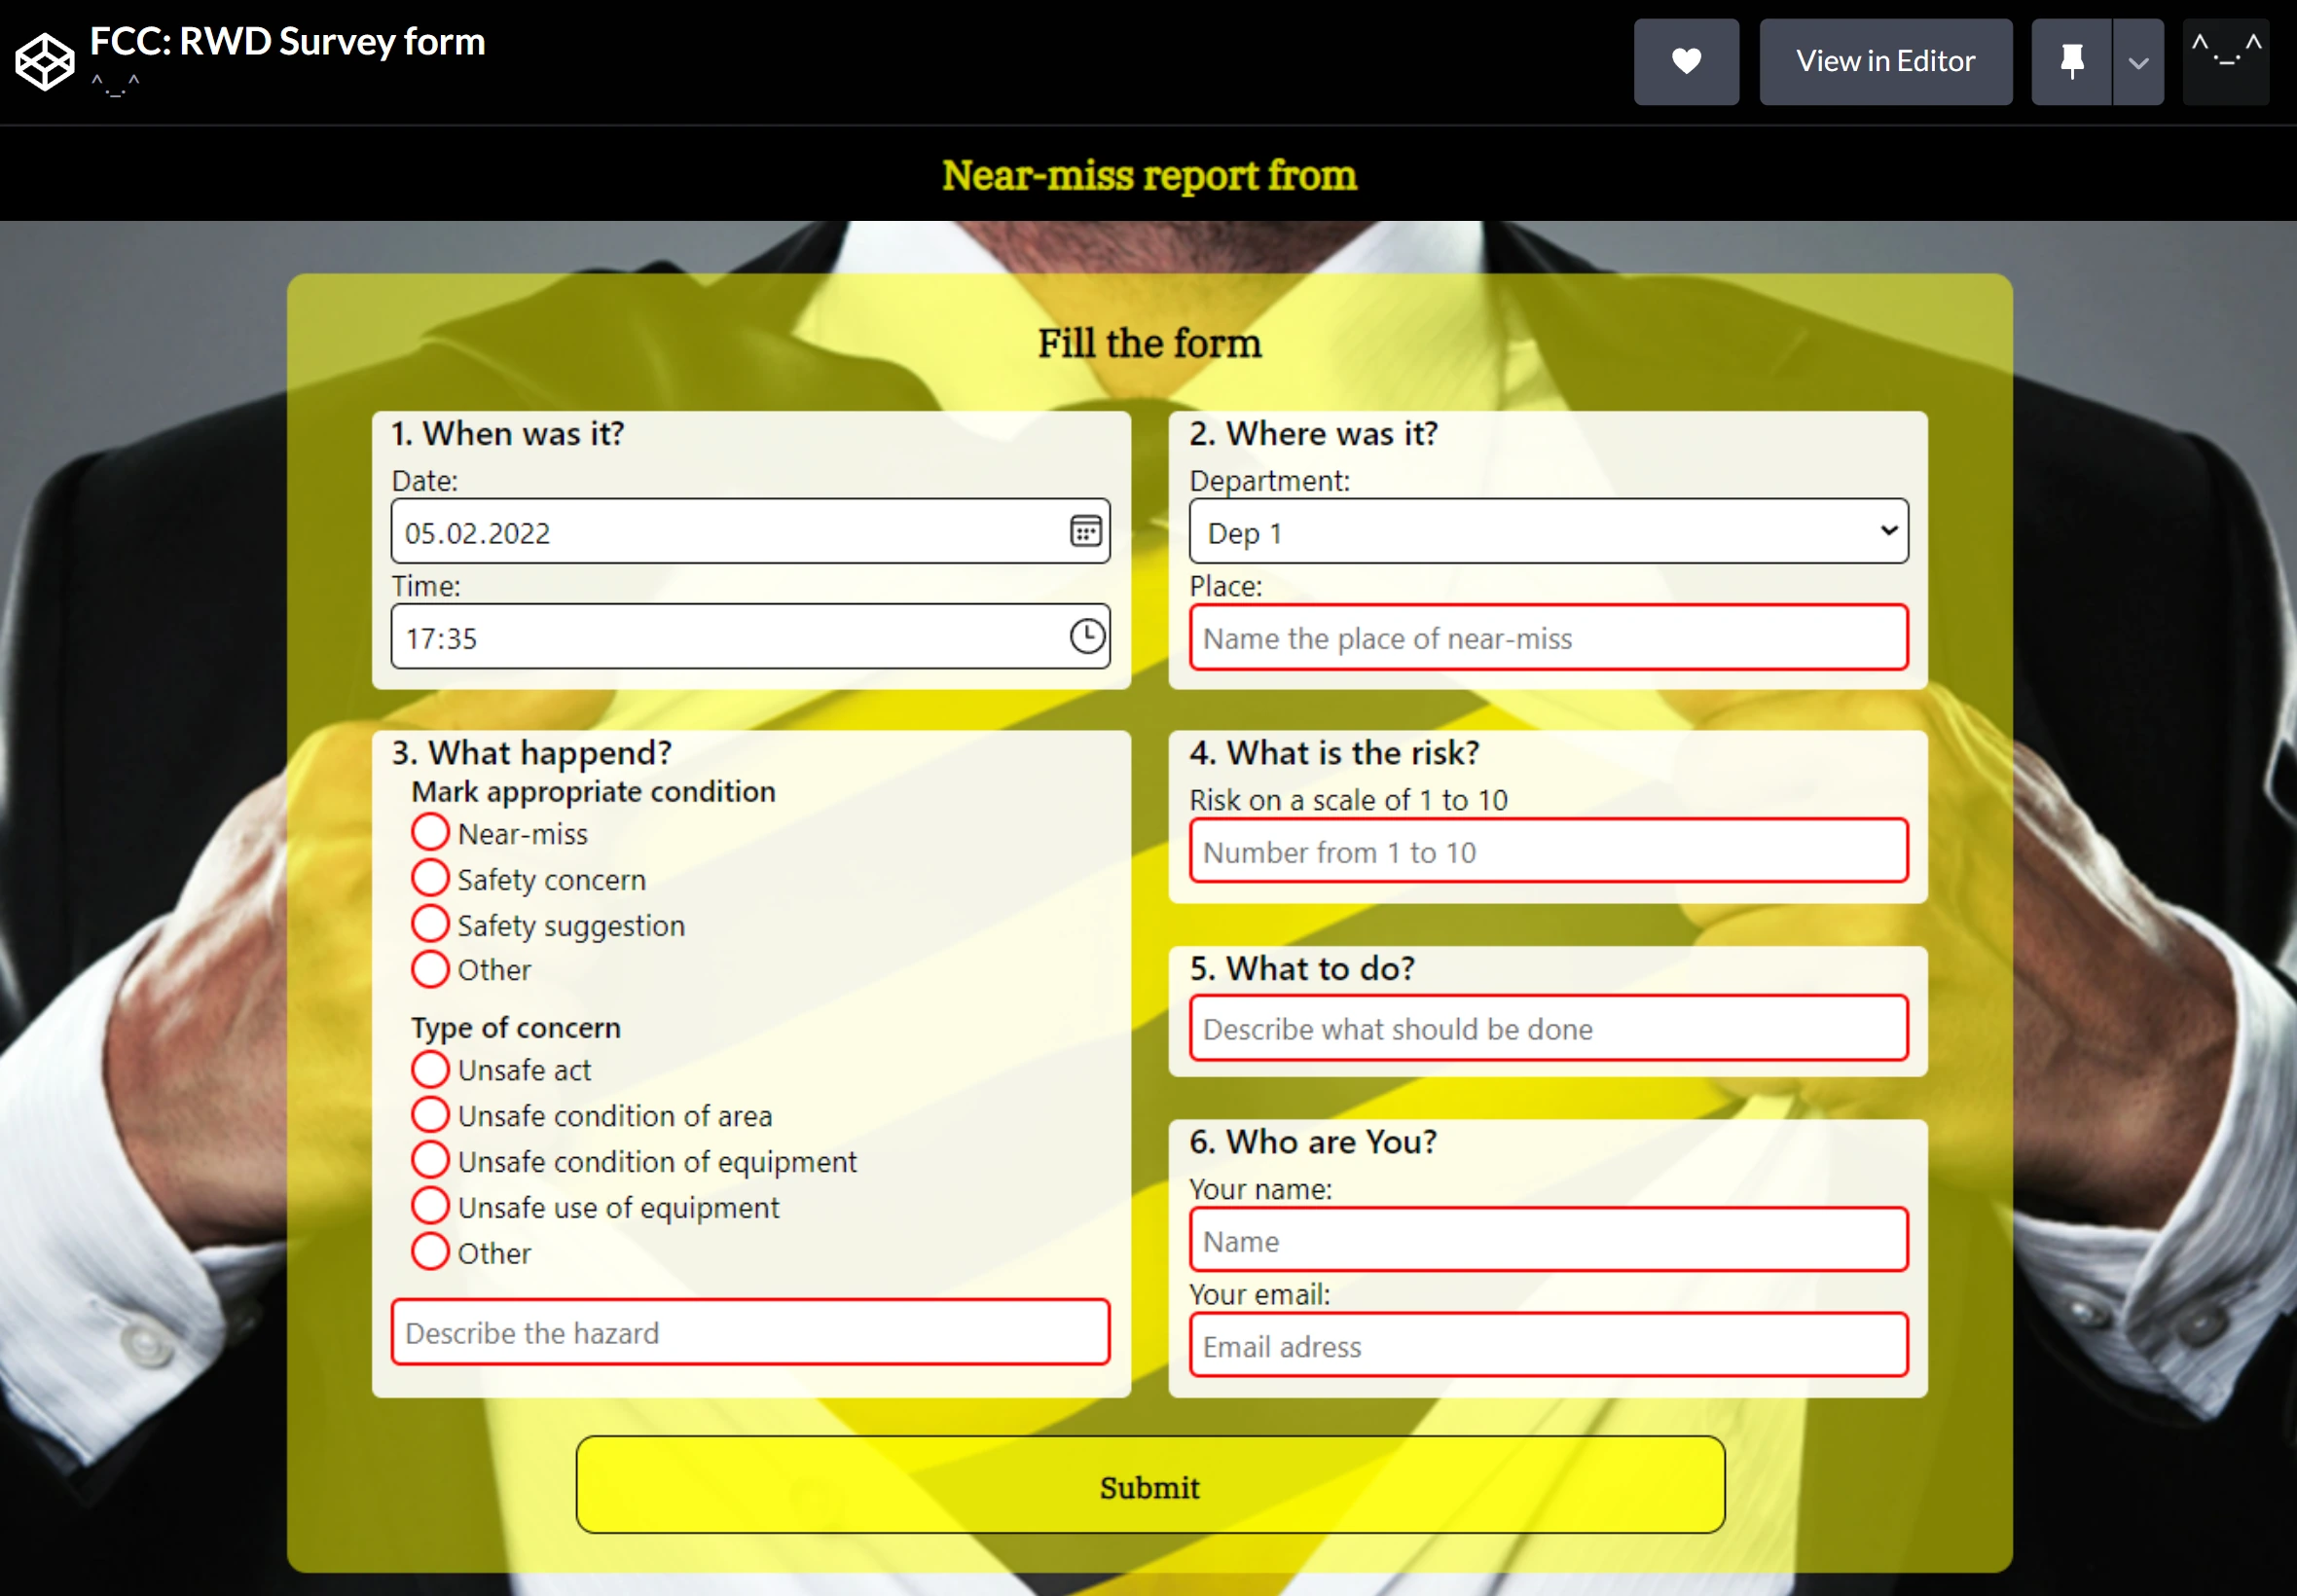 FCC: RWD Survey form
^._.^
View in Editor
^._.^
Near-miss report from
Fill the form
1. When was it?
Date:
05.02.2022
Time:
17:35
2. Where was it?
Department:
Dep 1
Place:
Name the place of near-miss
3. What happend?
Mark appropriate condition
Near-miss
Safety concern
Safety suggestion
Other
Type of concern
Unsafe act
Unsafe condition of area
Unsafe condition of equipment
Unsafe use of equipment
Other
Describe the hazard
4. What is the risk?
Risk on a scale of 1 to 10
Number from 1 to 10
5. What to do?
Describe what should be done
6. Who are You?
Your name:
Name
Your email:
Email adress
Submit